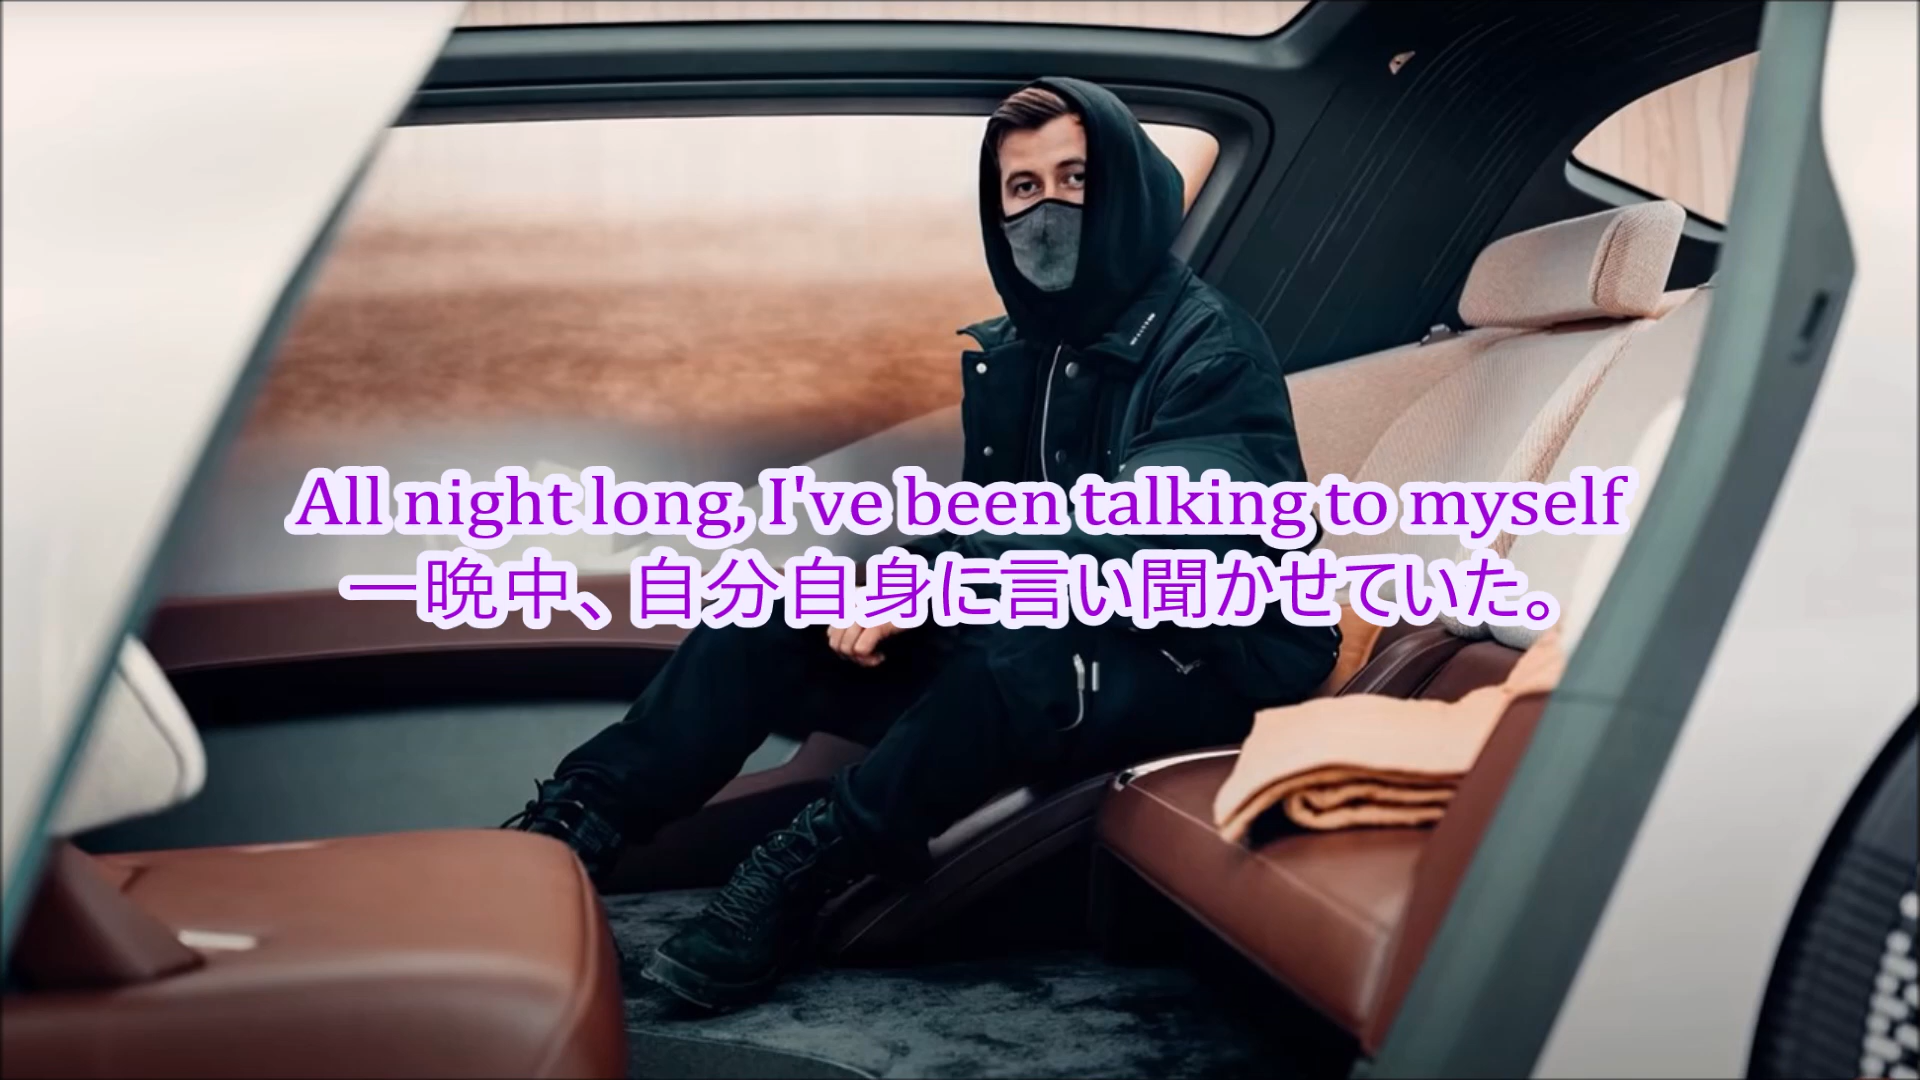 All night long, I've been talking to myself
一晩中、自分自身に言い聞かせていた。